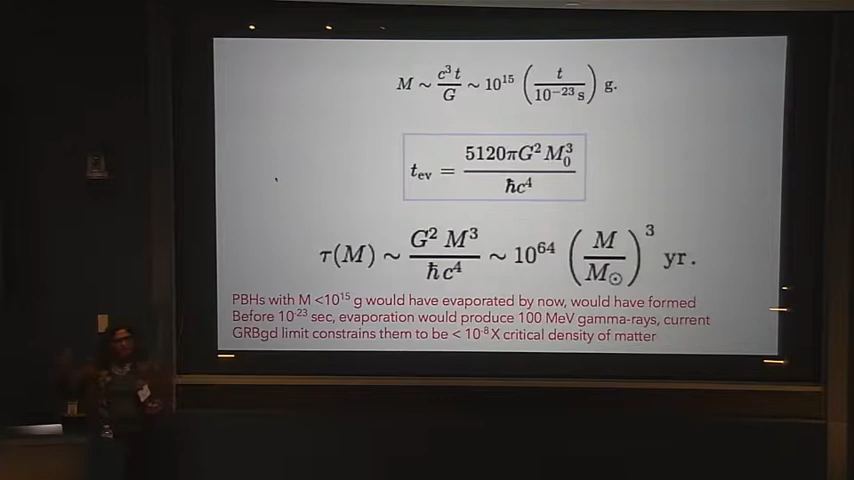 M ∼ c³t/G ∼ 10¹⁵ (t/10⁻²³ s) g.
t_ev = 5120πG²M₀³/ħc⁴
τ(M) ∼ G² M³/ħc⁴ ∼ 10⁶⁴ (M/M☉)³ yr.
PBHs with M <10¹⁵ g would have evaporated by now, would have formed
Before 10⁻²³ sec, evaporation would produce 100 MeV gamma-rays, current
GRBgd limit constrains them to be < 10⁻⁸ X critical density of matter